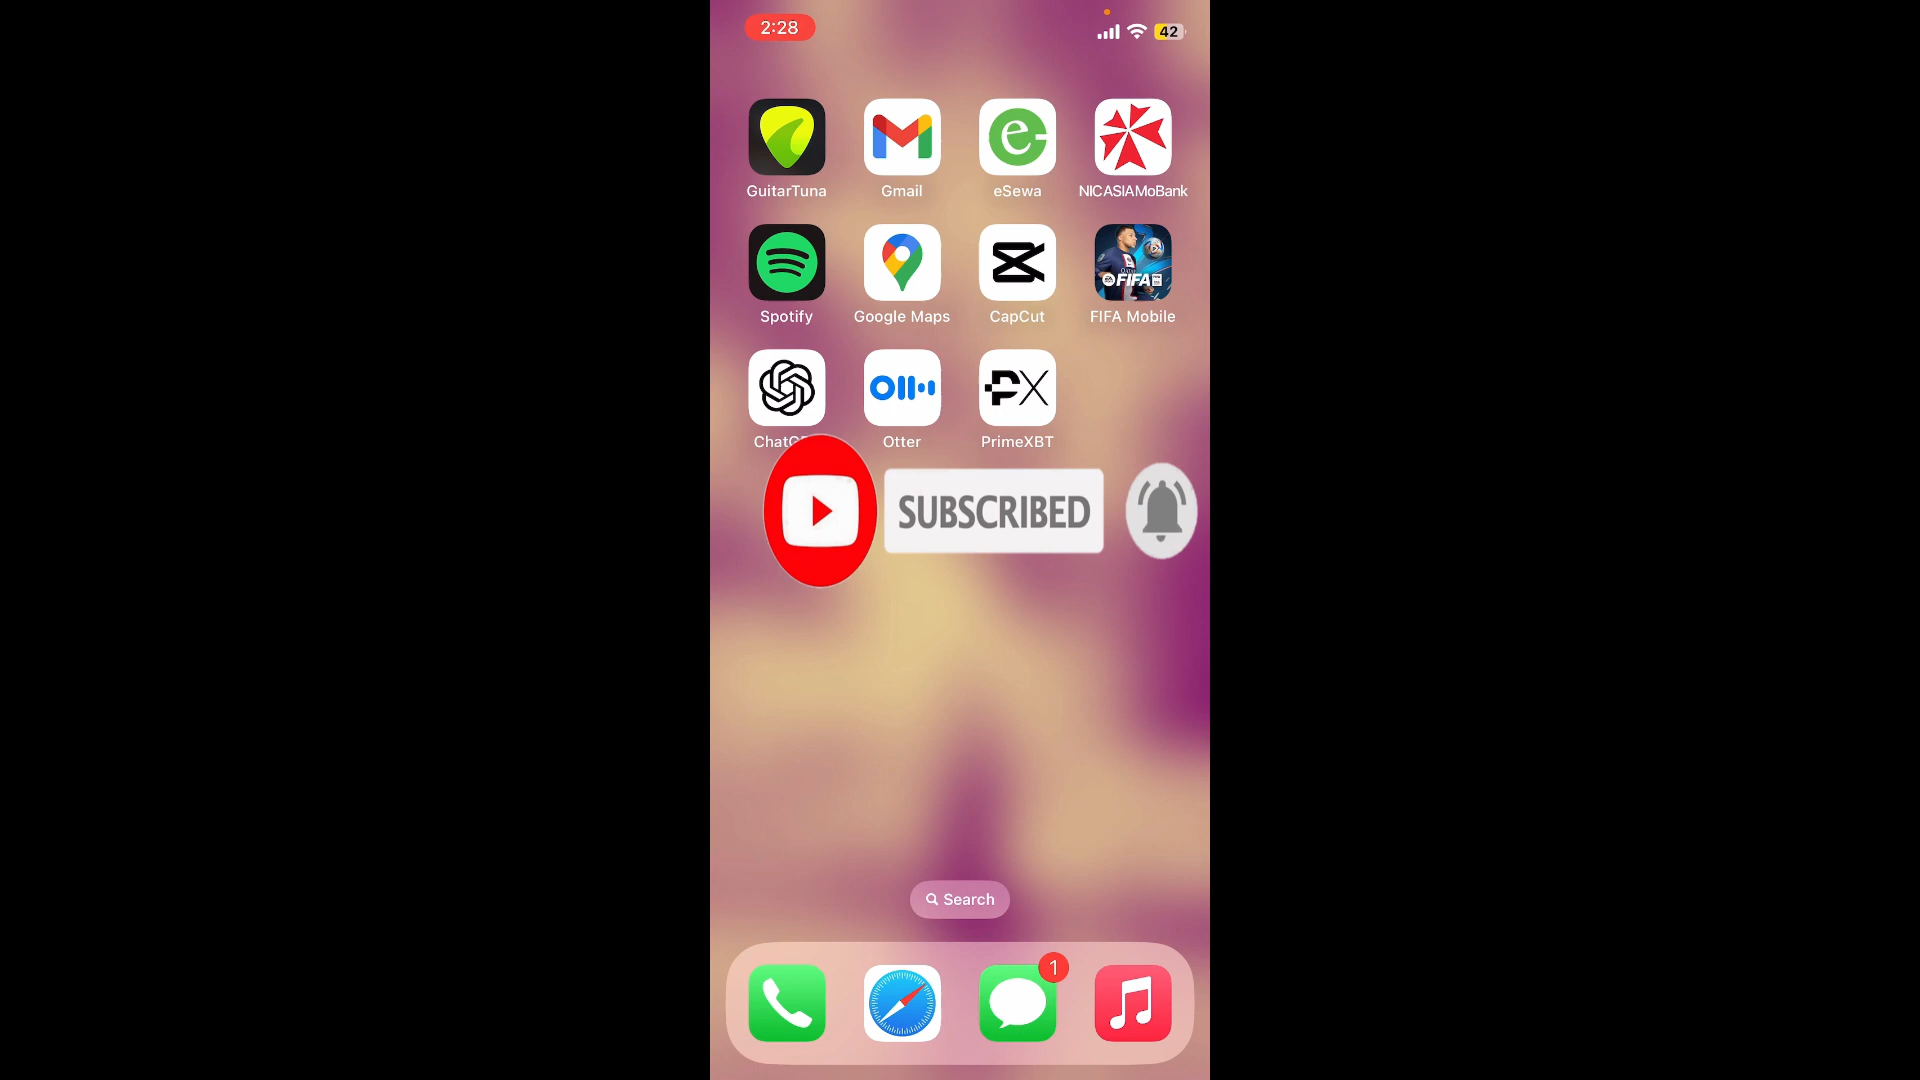 2:28
42
GuitarTuna Gmail eSewa NICASIAMoBank
FIFA
Spotify Google Maps CapCut FIFA Mobile
PX
Otter PrimeXBT
SUBSCRIBED
Search
1